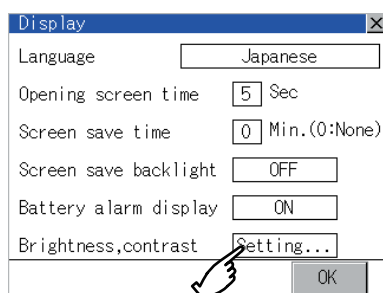 Display ×
Language Japanese
Opening screen time 5 Sec
Screen save time 0 Min.(0:None)
Screen save backlight OFF
Battery alarm display ON
Brightness,contrast Setting...
OK